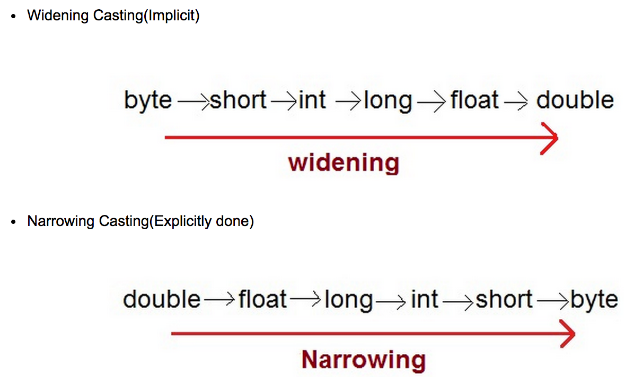 • Widening Casting(Implicit)
byte→short→int→long→float→double
widening
• Narrowing Casting(Explicitly done)
double→float→long→int→short→byte
Narrowing